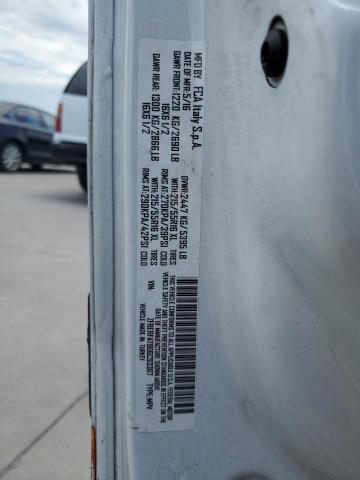 MFD BY FCA Italy S.p.A.
DATE OF MFR:5/16 GVWR:2447 KG/5395 LB
GAWR FRONT:1220 KG/2690 LB WITH:215/55R16 XL TIRES
16X6 1/2 RIMS AT:270KPA/39PSI COLD
GAWR REAR: 1300 KG/2866 LB WITH:215/55R16 XL TIRES
16X6 1/2 RIMS AT:290KPA/42PSI COLD
THIS VEHICLE CONFORMS TO ALL APPLICABLE U.S.A. FEDERAL MOTOR
VEHICLE SAFETY STANDARDS IN EFFECT ON THE
DATE OF MANUFACTURE SHOWN ABOVE.
MADE IN: TURKEY
VIN: TYPE:MPV